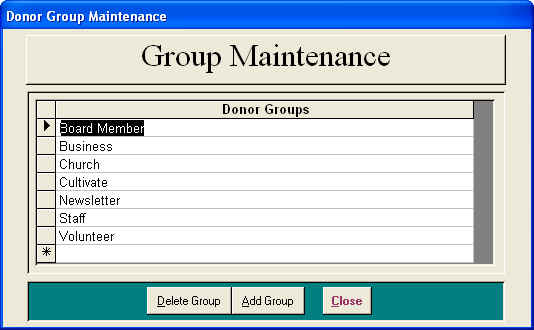 Donor Group Maintenance
Group Maintenance
Donor Groups
Board Member
Business
Church
Cultivate
Newsletter
Staff
Volunteer
*
Delete Group Add Group Close